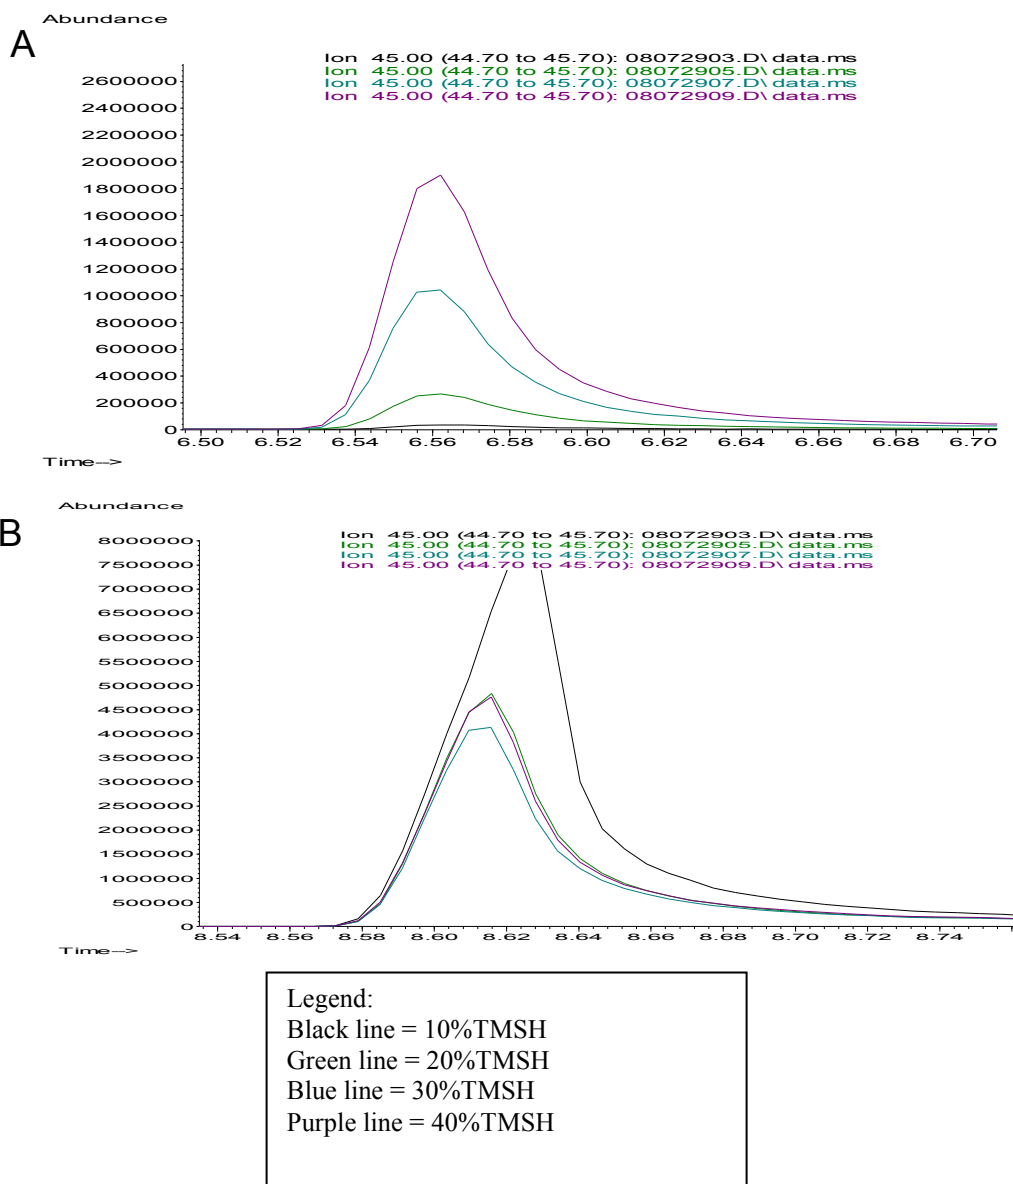 Abundance
A
Ion 45.00 (44.70 to 45.70): 08072903.D\ data.ms
Ion 45.00 (44.70 to 45.70): 08072905.D\ data.ms
Ion 45.00 (44.70 to 45.70): 08072907.D\ data.ms
Ion 45.00 (44.70 to 45.70): 08072909.D\ data.ms
2600000
2400000
2200000
2000000
1800000
1600000
1400000
1200000
1000000
800000
600000
400000
200000
0
6.50 6.52 6.54 6.56 6.58 6.60 6.62 6.64 6.66 6.68 6.70
Time-->
Abundance
B
Ion 45.00 (44.70 to 45.70): 08072903.D\ data.ms
Ion 45.00 (44.70 to 45.70): 08072905.D\ data.ms
Ion 45.00 (44.70 to 45.70): 08072907.D\ data.ms
Ion 45.00 (44.70 to 45.70): 08072909.D\ data.ms
8000000
7500000
7000000
6500000
6000000
5500000
5000000
4500000
4000000
3500000
3000000
2500000
2000000
1500000
1000000
500000
0
8.54 8.56 8.58 8.60 8.62 8.64 8.66 8.68 8.70 8.72 8.74
Time-->
Legend:
Black line = 10%TMSH
Green line = 20%TMSH
Blue line = 30%TMSH
Purple line = 40%TMSH